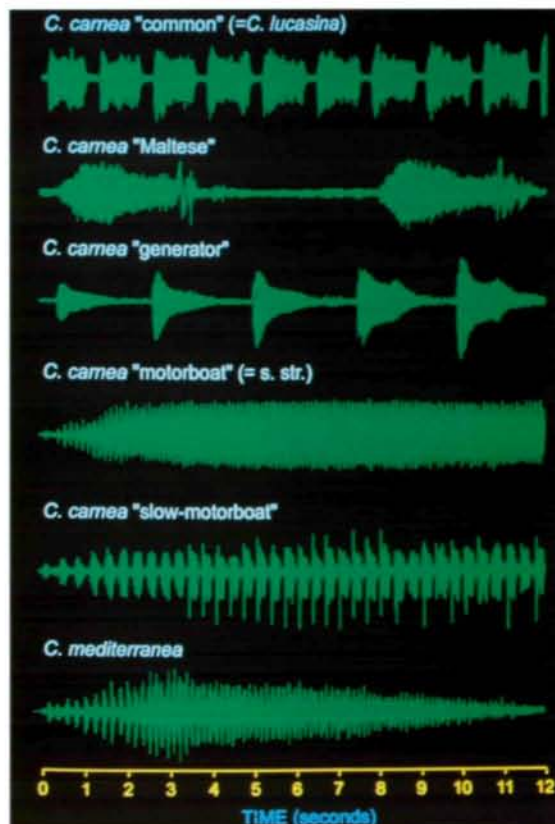 C. carnea "common" (=C. lucasina)
C. carnea "Maltese"
C. carnea "generator"
C. carnea "motorboat" (= s. str.)
C. carnea "slow-motorboat"
C. mediterranea
0 1 2 3 4 5 6 7 8 9 10 11 12
TIME (seconds)